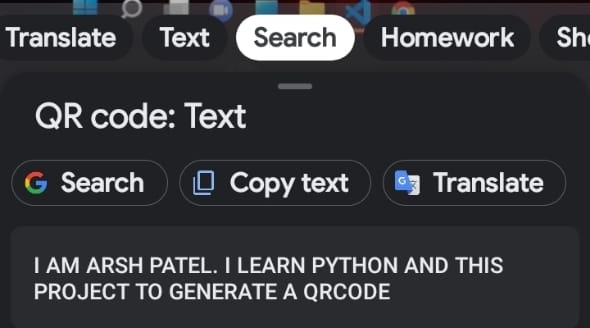 Translate Text Search Homework Sh
QR code: Text
Search Copy text Translate
I AM ARSH PATEL. I LEARN PYTHON AND THIS
PROJECT TO GENERATE A QRCODE